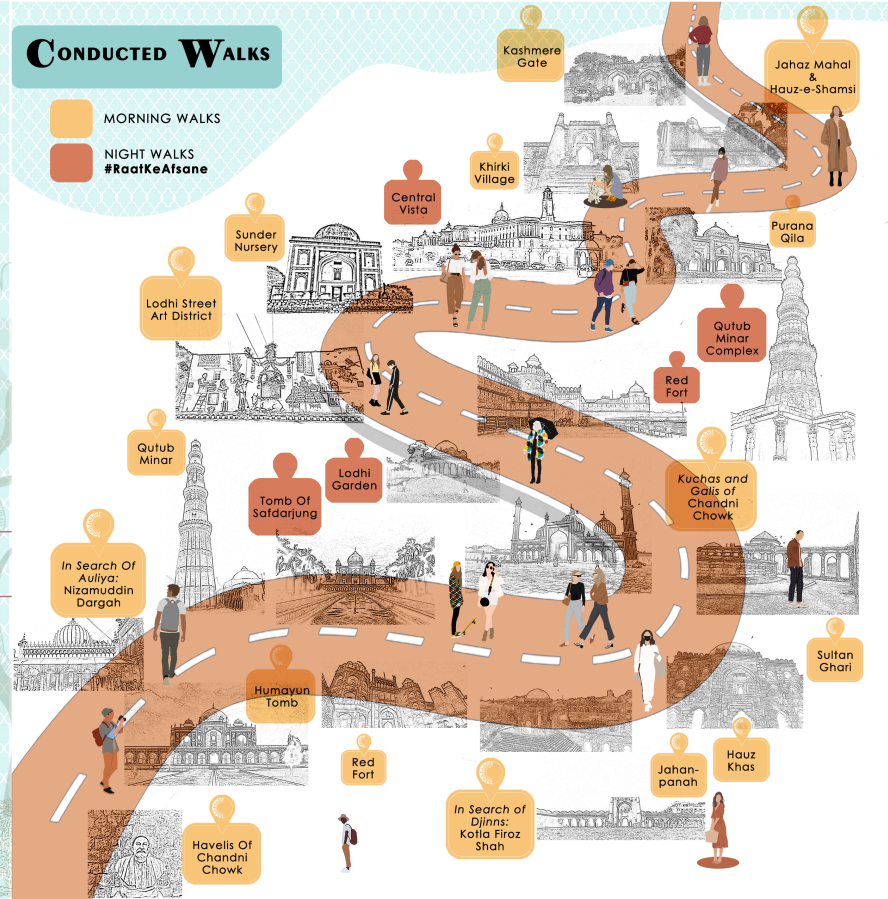 CONDUCTED WALKS
MORNING WALKS
NIGHT WALKS
#RaatKeAfsane
Kashmere
Gate
Jahaz Mahal
&
Hauz-e-Shamsi
Khirki
Village
Central
Vista
Sunder
Nursery
Purana
Qila
Lodhi Street
Art District
Qutub
Minar
Complex
Red
Fort
Qutub
Minar
Lodhi
Garden
Tomb Of
Safdarjung
Kuchas and
Galis of
Chandni
Chowk
In Search Of
Auliya:
Nizamuddin
Dargah
Sultan
Ghari
Humayun
Tomb
Red
Fort
Hauz
Khas
Jahan-
panah
In Search of
Djinns:
Kotla Firoz
Shah
Havelis Of
Chandni
Chowk